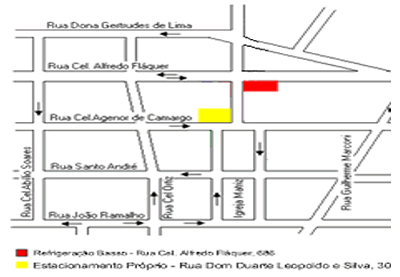 Rua Dona Gertrudes de Lima
Rua Cel. Alfredo Fláquer
Rua Cel.Agenor de Camargo
Rua Santo André
Rua João Ramalho
Rua Cel Abílio Soares
Rua Cel Ortiz
Igreja Matriz
Rua Guilherme Marconi
Refrigeração Basso - Rua Cel. Alfredo Fláquer, 686
Estacionamento Próprio - Rua Dom Duarte Leopoldo e Silva, 30